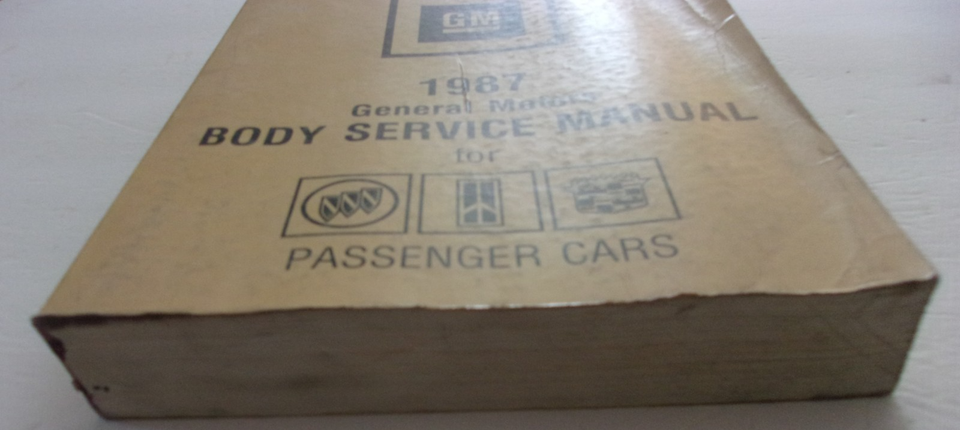 GM
1987
General Motors
BODY SERVICE MANUAL
for
PASSENGER CARS